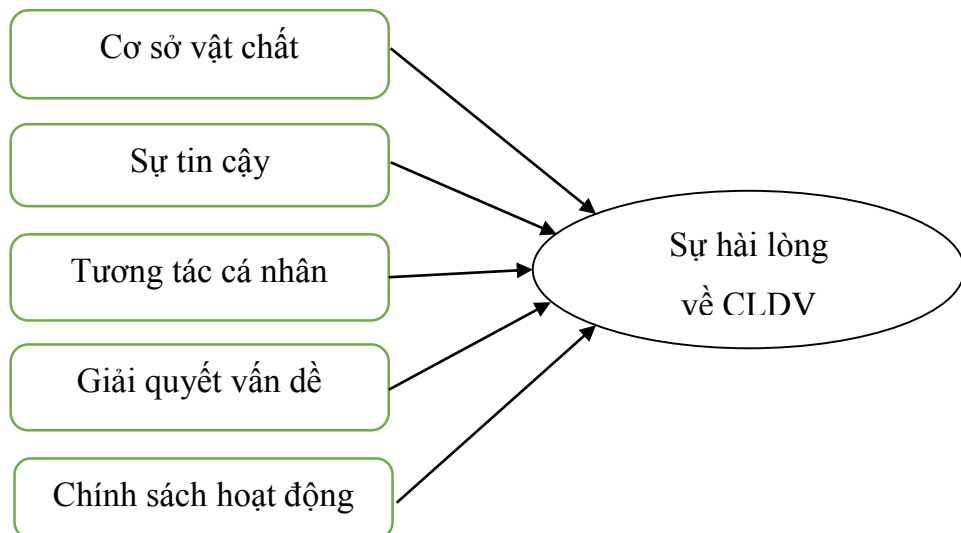 Cơ sở vật chất
Sự tin cậy
Tương tác cá nhân
Giải quyết vấn dề
Chính sách hoạt động
Sự hài lòng
về CLDV